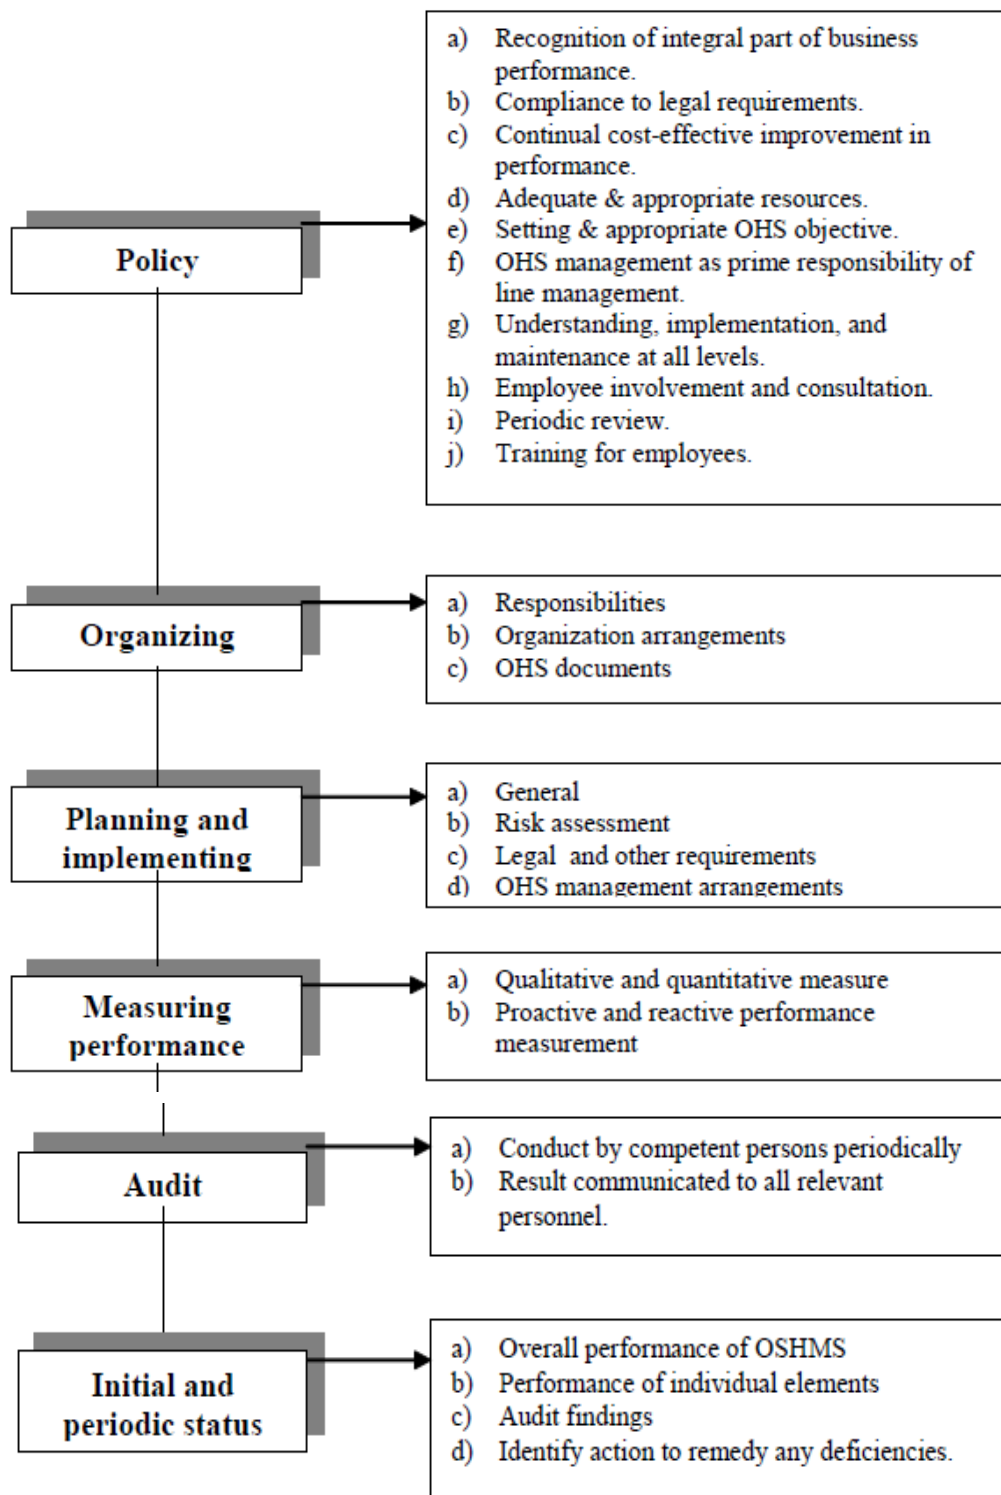 Policy
a) Recognition of integral part of business
performance.
b) Compliance to legal requirements.
c) Continual cost-effective improvement in
performance.
d) Adequate & appropriate resources.
e) Setting & appropriate OHS objective.
f) OHS management as prime responsibility of
line management.
g) Understanding, implementation, and
maintenance at all levels.
h) Employee involvement and consultation.
i) Periodic review.
j) Training for employees.
Organizing
a) Responsibilities
b) Organization arrangements
c) OHS documents
Planning and
implementing
a) General
b) Risk assessment
c) Legal and other requirements
d) OHS management arrangements
Measuring
performance
a) Qualitative and quantitative measure
b) Proactive and reactive performance
measurement
Audit
a) Conduct by competent persons periodically
b) Result communicated to all relevant
personnel.
Initial and
periodic status
a) Overall performance of OSHMS
b) Performance of individual elements
c) Audit findings
d) Identify action to remedy any deficiencies.